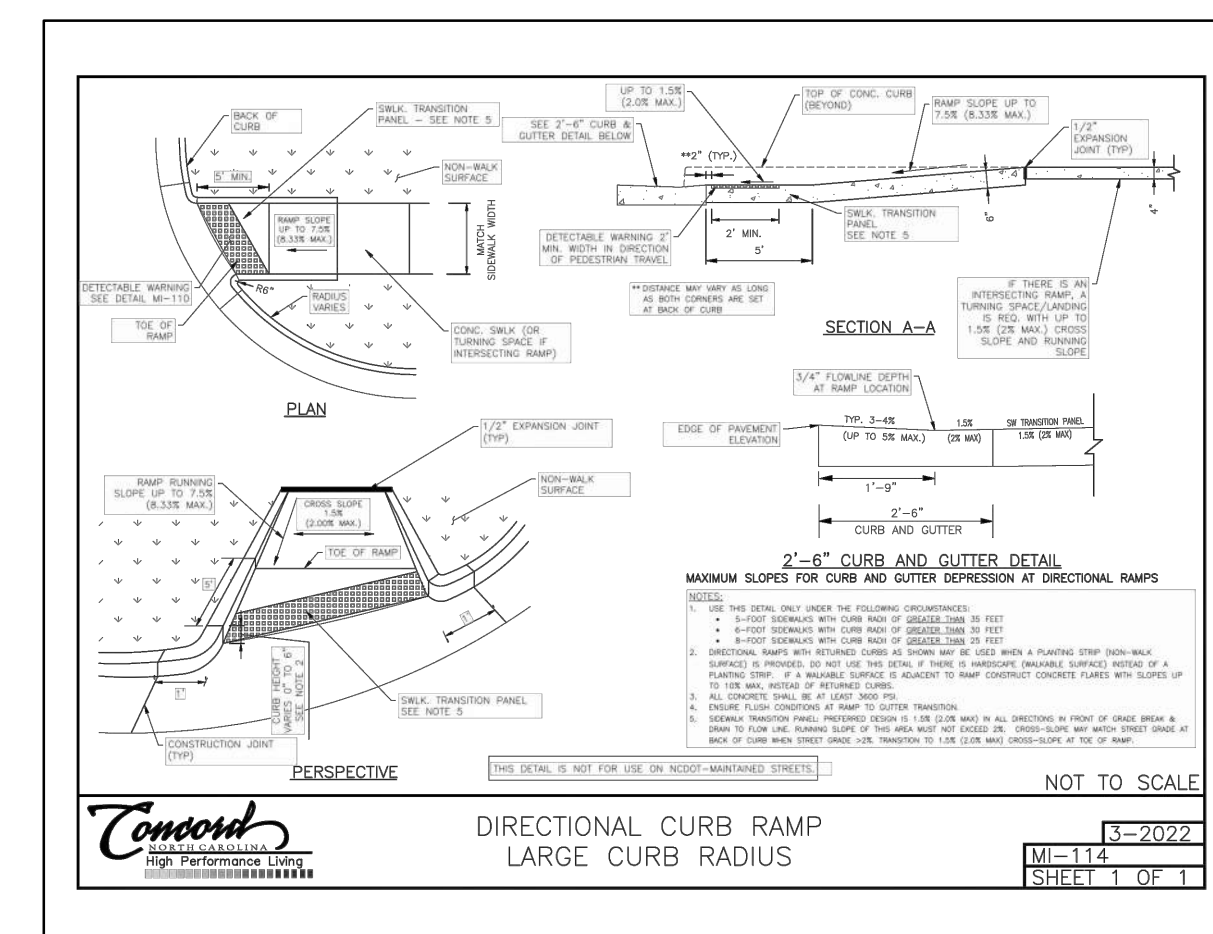 BACK OF
CURB
SWLK. TRANSITION
PANEL – SEE NOTE 5
5' MIN.
NON-WALK
SURFACE
RAMP SLOPE
UP TO 7.5%
(8.33% MAX.)
MATCH
SIDEWALK WIDTH
DETECTABLE WARNING
SEE DETAIL MI-110
R6"
RADIUS
VARIES
TOE OF
RAMP
CONC. SWLK (OR
TURNING SPACE IF
INTERSECTING RAMP)
PLAN
UP TO 1.5%
(2.0% MAX.)
TOP OF CONC. CURB
(BEYOND)
RAMP SLOPE UP TO
7.5% (8.33% MAX.)
SEE 2'-6" CURB &
GUTTER DETAIL BELOW
1/2"
EXPANSION
JOINT (TYP)
**2" (TYP.)
6"
4"
2' MIN.
5'
SWLK. TRANSITION
PANEL
SEE NOTE 5
DETECTABLE WARNING 2'
MIN. WIDTH IN DIRECTION
OF PEDESTRIAN TRAVEL
** DISTANCE MAY VARY AS LONG
AS BOTH CORNERS ARE SET
AT BACK OF CURB
SECTION A-A
IF THERE IS AN
INTERSECTING RAMP, A
TURNING SPACE/LANDING
IS REQ. WITH UP TO
1.5% (2% MAX.) CROSS
SLOPE AND RUNNING
SLOPE
3/4" FLOWLINE DEPTH
AT RAMP LOCATION
EDGE OF PAVEMENT
ELEVATION
TYP. 3-4%
(UP TO 5% MAX.)
1.5%
(2% MAX)
SW TRANSITION PANEL
1.5% (2% MAX)
1'-9"
2'-6"
CURB AND GUTTER
2'-6" CURB AND GUTTER DETAIL
MAXIMUM SLOPES FOR CURB AND GUTTER DEPRESSION AT DIRECTIONAL RAMPS
1/2" EXPANSION JOINT
(TYP)
RAMP RUNNING
SLOPE UP TO 7.5%
(8.33% MAX.)
NON-WALK
SURFACE
CROSS SLOPE
1.5%
(2.00% MAX.)
TOE OF RAMP
5'
1'
1'
CURB HEIGHT
VARIES 0" TO 6"
SEE NOTE 2
SWLK. TRANSITION PANEL
SEE NOTE 5
CONSTRUCTION JOINT
(TYP)
PERSPECTIVE
NOTES:
1. USE THIS DETAIL ONLY UNDER THE FOLLOWING CIRCUMSTANCES:
• 5-FOOT SIDEWALKS WITH CURB RADII OF GREATER THAN 35 FEET
• 6-FOOT SIDEWALKS WITH CURB RADII OF GREATER THAN 30 FEET
• 8-FOOT SIDEWALKS WITH CURB RADII OF GREATER THAN 25 FEET
2. DIRECTIONAL RAMPS WITH RETURNED CURBS AS SHOWN MAY BE USED WHEN A PLANTING STRIP (NON-WALK
SURFACE) IS PROVIDED. DO NOT USE THIS DETAIL IF THERE IS HARDSCAPE (WALKABLE SURFACE) INSTEAD OF A
PLANTING STRIP. IF A WALKABLE SURFACE IS ADJACENT TO RAMP CONSTRUCT CONCRETE FLARES WITH SLOPES UP
TO 10% MAX, INSTEAD OF RETURNED CURBS.
3. ALL CONCRETE SHALL BE AT LEAST 3600 PSI.
4. ENSURE FLUSH CONDITIONS AT RAMP TO GUTTER TRANSITION.
5. SIDEWALK TRANSITION PANEL: PREFERRED DESIGN IS 1.5% (2.0% MAX) IN ALL DIRECTIONS IN FRONT OF GRADE BREAK &
DRAIN TO FLOW LINE. RUNNING SLOPE OF THIS AREA MUST NOT EXCEED 2%. CROSS-SLOPE MAY MATCH STREET GRADE AT
BACK OF CURB WHEN STREET GRADE >2%. TRANSITION TO 1.5% (2.0% MAX) CROSS-SLOPE AT TOE OF RAMP.
THIS DETAIL IS NOT FOR USE ON NCDOT-MAINTAINED STREETS.
NOT TO SCALE
Concord
NORTH CAROLINA
High Performance Living
DIRECTIONAL CURB RAMP
LARGE CURB RADIUS
3-2022
MI-114
SHEET 1 OF 1